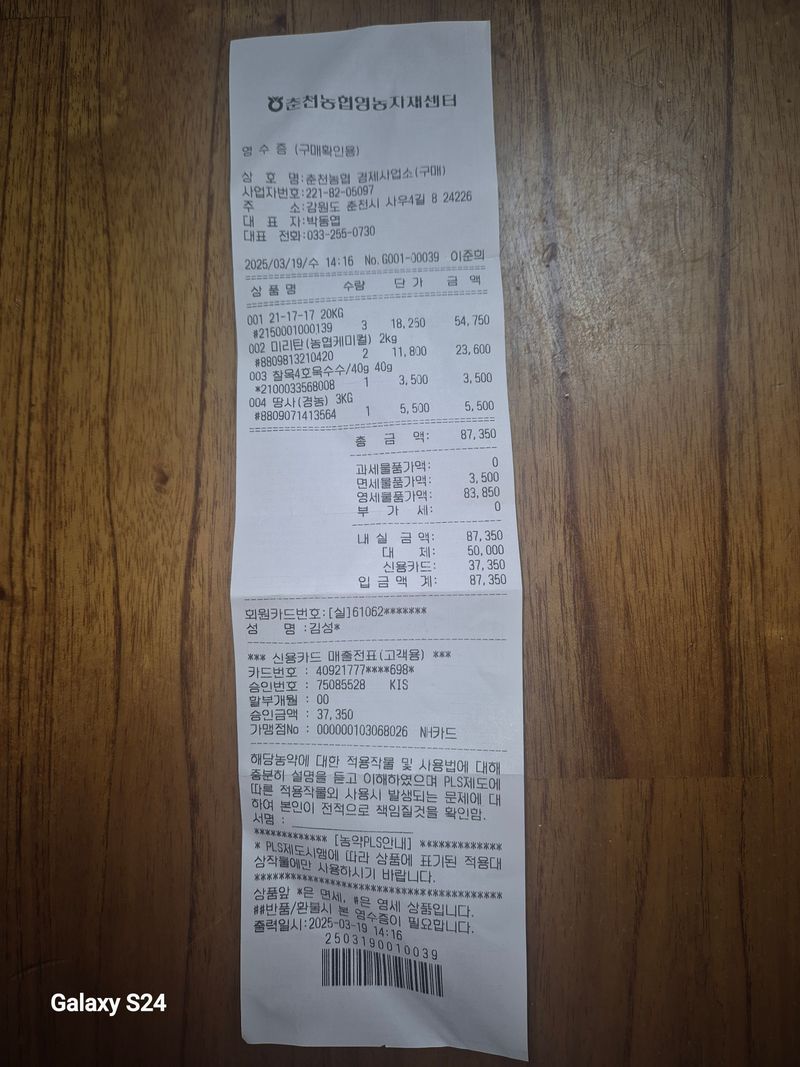 춘천농협영농자재센터
영 수 증 (구매확인용)
상 호 명:춘천농협 경제사업소(구매)
사업자번호:221-82-05097
주 소:강원도 춘천시 사우4길 8 24226
대 표 자:박동엽
대표 전화:033-255-0730
2025/03/19/수 14:16 No.G001-00039 이준희
상 품 명 수량 단 가 금 액
001 21-17-17 20KG
#2150001000139 3 18,250 54,750
002 미리탄(농협케미컬) 2kg
#8809813210420 2 11,800 23,600
003 찰옥4호옥수수/40g 40g
*2100033568008 1 3,500 3,500
004 땅사(경농) 3KG
#8809071413564 1 5,500 5,500
총 금 액: 87,350
과세물품가액: 0
면세물품가액: 3,500
영세물품가액: 83,850
부 가 세: 0
내 실 금 액: 87,350
대 체: 50,000
신용카드: 37,350
입 금 액 계: 87,350
회원카드번호:[실]61062*******
성 명 :김성*
*** 신용카드 매출전표(고객용) ***
카드번호 : 40921777****698*
승인번호 : 75085528 KIS
할부개월 : 00
승인금액 : 37,350
가맹점No : 000000103068026 NH카드
해당농약에 대한 적용작물 및 사용법에 대해
충분히 설명을 듣고 이해하였으며 PLS제도에
따른 적용작물외 사용시 발생되는 문제에 대
하여 본인이 전적으로 책임질것을 확인함.
서명 : ________________
************ [농약PLS안내] *************
* PLS제도시행에 따라 상품에 표기된 적용대
상작물에만 사용하시기 바랍니다.
****************************************
상품앞 *은 면세, #은 영세 상품입니다.
##반품/환불시 본 영수증이 필요합니다.
출력일시:2025-03-19 14:16
2503190010039
Galaxy S24